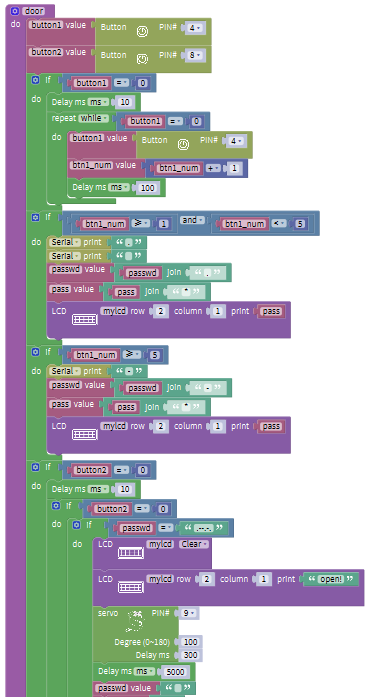 door
do button1 value Button PIN# 4
button2 value Button PIN# 8
If button1 = 0
do Delay ms ms 10
repeat while button1 = 0
do button1 value Button PIN# 4
btn1_num value btn1_num + 1
Delay ms ms 100
If btn1_num ≥ 1 and btn1_num < 5
do Serial print “ . ”
Serial print “ ”
passwd value passwd join “ . ”
pass value pass join “ * ”
LCD mylcd row 2 column 1 print pass
If btn1_num ≥ 5
do Serial print “ - ”
passwd value passwd join “ - ”
pass value pass join “ * ”
LCD mylcd row 2 column 1 print pass
If button2 = 0
do Delay ms ms 10
If button2 = 0
do If passwd = “ .--.-. ”
do LCD mylcd Clear
LCD mylcd row 2 column 1 print “ open! ”
servo PIN# 9
Degree (0~180) 100
Delay ms 300
Delay ms ms 5000
passwd value “ ”